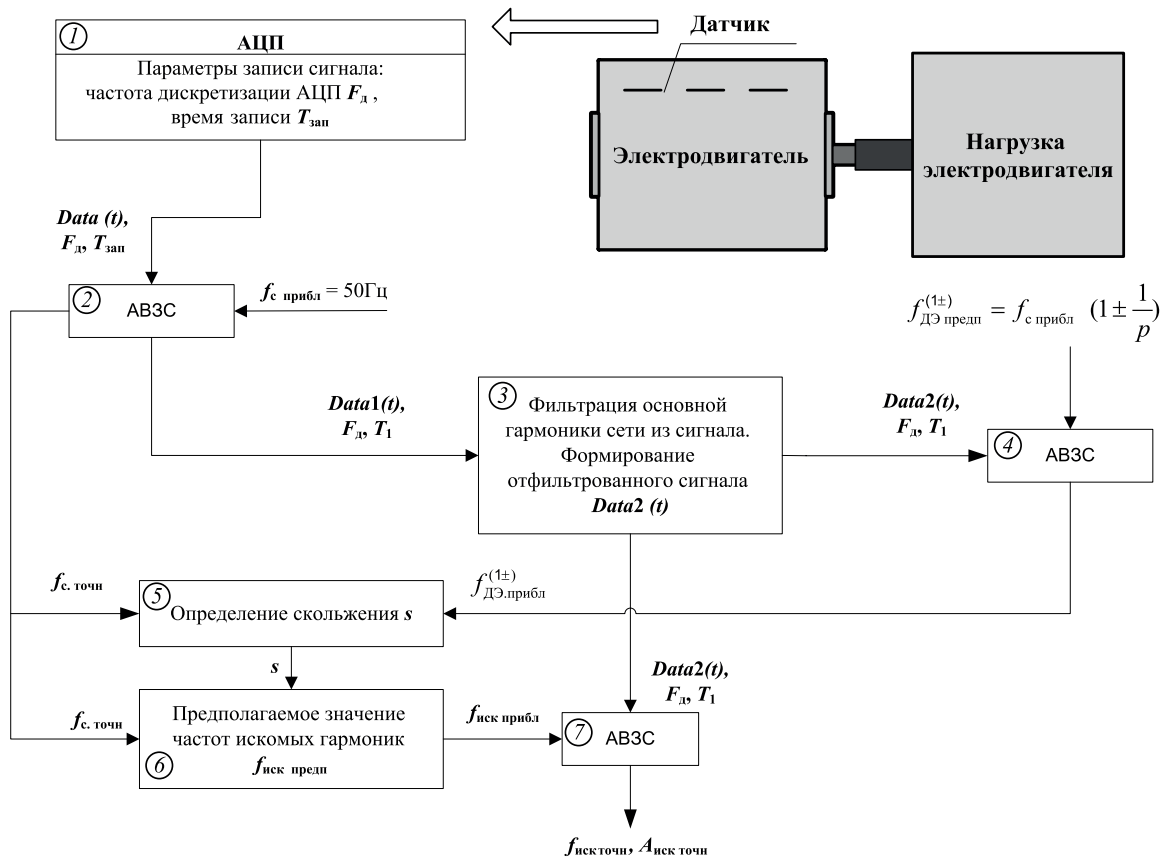 1
АЦП
Параметры записи сигнала:
частота дискретизации АЦП Fд ,
время записи Tзап
Датчик
Электродвигатель
Нагрузка
электродвигателя
Data (t),
Fд, Tзап
2
АВЗС
fс прибл = 50Гц
f(1±)ДЭ предп = fс прибл (1 ± 1/p)
Data1(t),
Fд, T1
3
Фильтрация основной
гармоники сети из сигнала.
Формирование
отфильтрованного сигнала
Data2 (t)
Data2(t),
Fд, T1
4
АВЗС
fс. точн
5
Определение скольжения s
f(1±)ДЭ.прибл
s
Data2(t),
Fд, T1
fс. точн
Предполагаемое значение
частот искомых гармоник
6
fиск предп
fиск прибл
7
АВЗС
fиск точн, Aиск точн